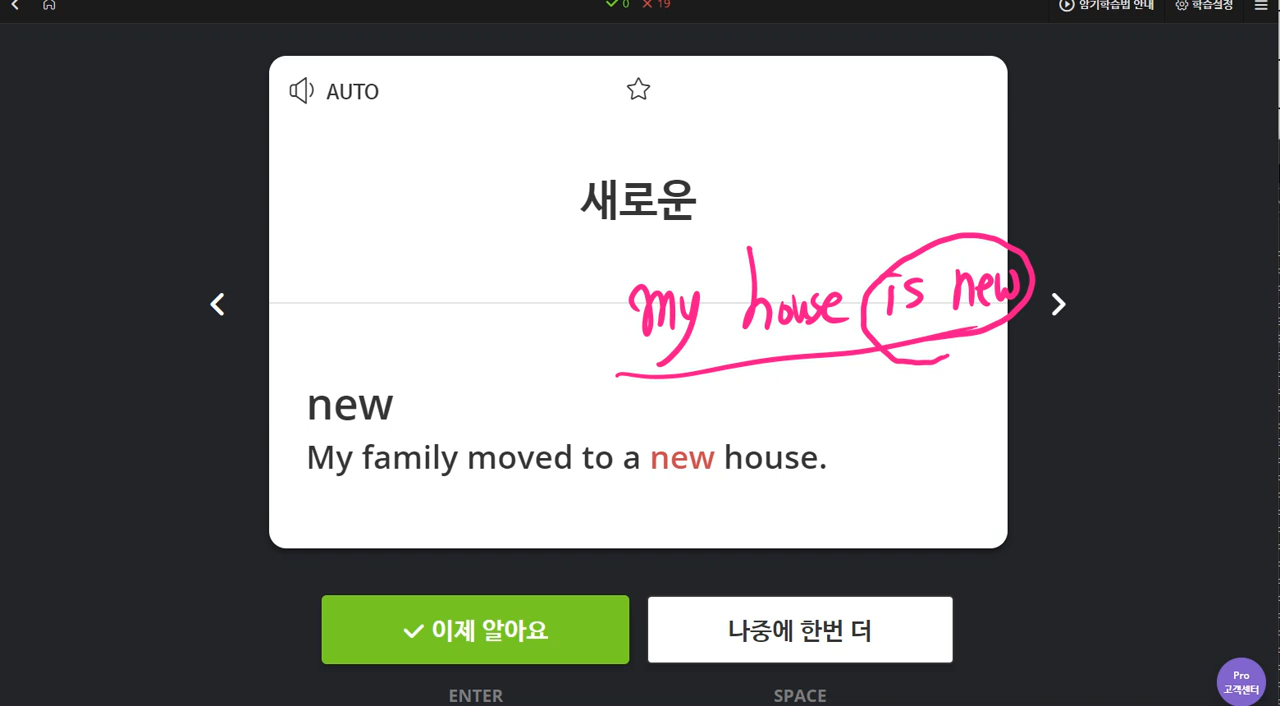 0 19 암기학습법 안내 학습설정
AUTO
새로운
my house is new
new
My family moved to a new house.
이제 알아요 나중에 한번 더
ENTER SPACE
Pro
고객센터